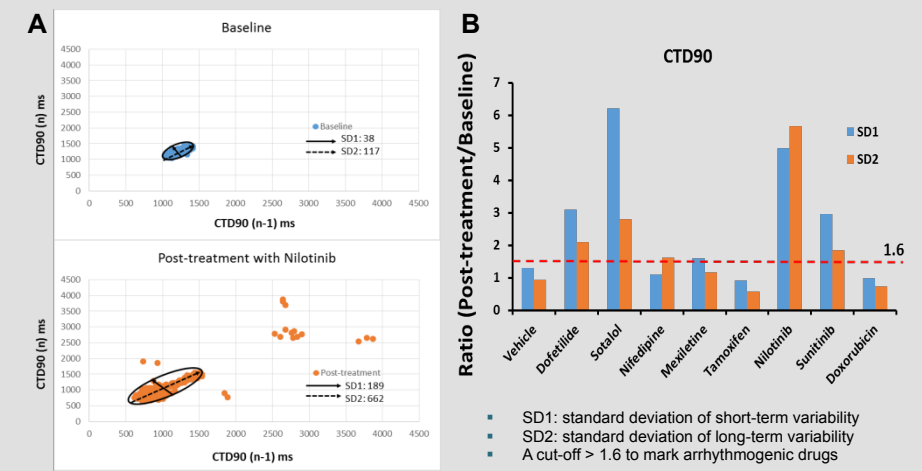 A
Baseline
4500
4000
3500
3000
2500
2000
1500
1000
500
0
CTD90 (n) ms
Baseline
SD1: 38
SD2: 117
0 500 1000 1500 2000 2500 3000 3500 4000 4500
CTD90 (n-1) ms
Post-treatment with Nilotinib
4500
4000
3500
3000
2500
2000
1500
1000
500
0
CTD90 (n) ms
Post-treatment
SD1: 189
SD2: 662
0 500 1000 1500 2000 2500 3000 3500 4000 4500
CTD90 (n-1) ms
B
CTD90
Ratio (Post-treatment/Baseline)
7
6
5
4
3
2
1
0
SD1
SD2
1.6
Vehicle Dofetilide Sotalol Nifedipine Mexiletine Tamoxifen Nilotinib Sunitinib Doxorubicin
▪ SD1: standard deviation of short-term variability
▪ SD2: standard deviation of long-term variability
▪ A cut-off > 1.6 to mark arrhythmogenic drugs